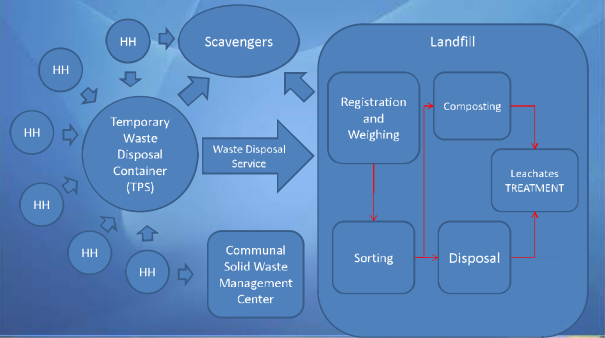 HH
Scavengers
Landfill
HH
HH
HH
HH
HH
Temporary
Waste
Disposal
Container
(TPS)
Waste Disposal
Service
Communal
Solid Waste
Management
Center
Registration
and
Weighing
Composting
Leachates
TREATMENT
Sorting
Disposal